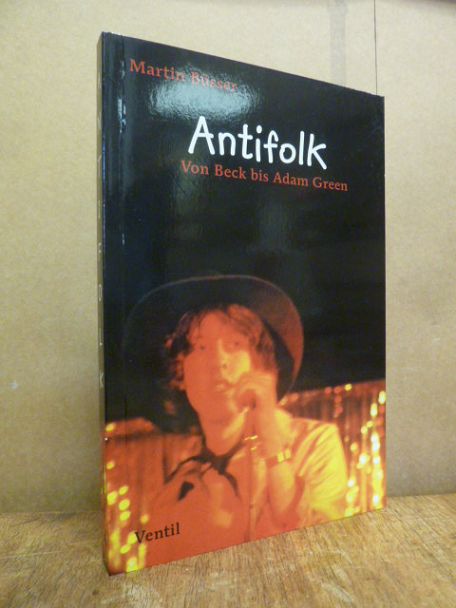 Martin Büsser
Antifolk
Von Beck bis Adam Green
Ventil